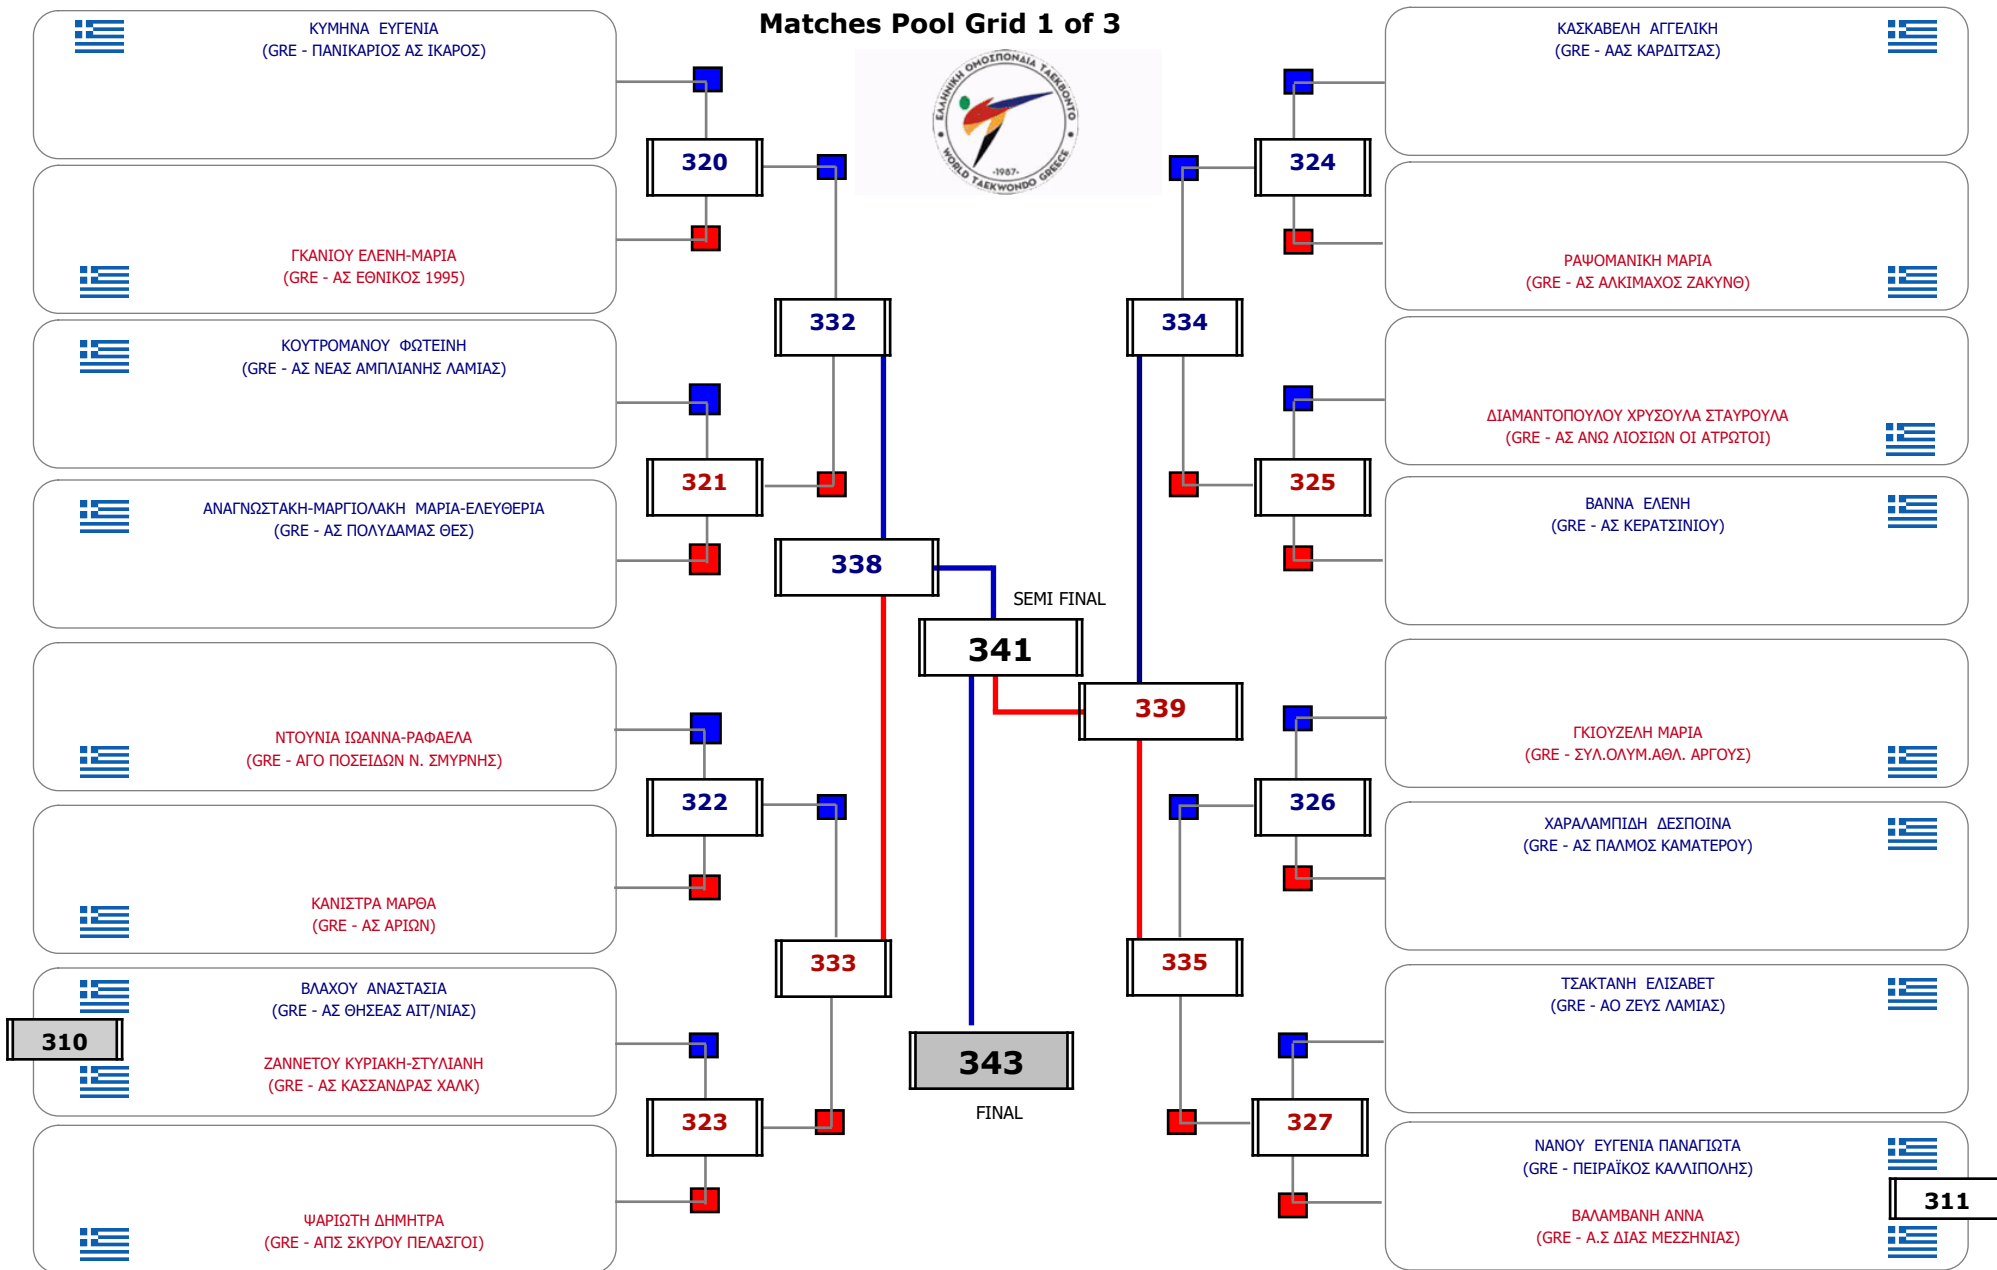 Matches Pool Grid 1 of 3
ΕΛΛΗΝΙΚΗ ΟΜΟΣΠΟΝΔΙΑ ΤΑΕΚΒΟΝΤΟ
-1987-
WORLD TAEKWONDO GREECE
ΚΥΜΗΝΑ ΕΥΓΕΝΙΑ
(GRE - ΠΑΝΙΚΑΡΙΟΣ ΑΣ ΙΚΑΡΟΣ)
320
ΓΚΑΝΙΟΥ ΕΛΕΝΗ-ΜΑΡΙΑ
(GRE - ΑΣ ΕΘΝΙΚΟΣ 1995)
332
ΚΟΥΤΡΟΜΑΝΟΥ ΦΩΤΕΙΝΗ
(GRE - ΑΣ ΝΕΑΣ ΑΜΠΛΙΑΝΗΣ ΛΑΜΙΑΣ)
321
ΑΝΑΓΝΩΣΤΑΚΗ-ΜΑΡΓΙΟΛΑΚΗ ΜΑΡΙΑ-ΕΛΕΥΘΕΡΙΑ
(GRE - ΑΣ ΠΟΛΥΔΑΜΑΣ ΘΕΣ)
338
ΝΤΟΥΝΙΑ ΙΩΑΝΝΑ-ΡΑΦΑΕΛΑ
(GRE - ΑΓΟ ΠΟΣΕΙΔΩΝ Ν. ΣΜΥΡΝΗΣ)
322
ΚΑΝΙΣΤΡΑ ΜΑΡΘΑ
(GRE - ΑΣ ΑΡΙΩΝ)
333
ΒΛΑΧΟΥ ΑΝΑΣΤΑΣΙΑ
(GRE - ΑΣ ΘΗΣΕΑΣ ΑΙΤ/ΝΙΑΣ)
310
ΖΑΝΝΕΤΟΥ ΚΥΡΙΑΚΗ-ΣΤΥΛΙΑΝΗ
(GRE - ΑΣ ΚΑΣΣΑΝΔΡΑΣ ΧΑΛΚ)
323
ΨΑΡΙΩΤΗ ΔΗΜΗΤΡΑ
(GRE - ΑΠΣ ΣΚΥΡΟΥ ΠΕΛΑΣΓΟΙ)
SEMI FINAL
341
343
FINAL
ΚΑΣΚΑΒΕΛΗ ΑΓΓΕΛΙΚΗ
(GRE - ΑΑΣ ΚΑΡΔΙΤΣΑΣ)
324
ΡΑΨΟΜΑΝΙΚΗ ΜΑΡΙΑ
(GRE - ΑΣ ΑΛΚΙΜΑΧΟΣ ΖΑΚΥΝΘ)
334
ΔΙΑΜΑΝΤΟΠΟΥΛΟΥ ΧΡΥΣΟΥΛΑ ΣΤΑΥΡΟΥΛΑ
(GRE - ΑΣ ΑΝΩ ΛΙΟΣΙΩΝ ΟΙ ΑΤΡΩΤΟΙ)
325
ΒΑΝΝΑ ΕΛΕΝΗ
(GRE - ΑΣ ΚΕΡΑΤΣΙΝΙΟΥ)
339
ΓΚΙΟΥΖΕΛΗ ΜΑΡΙΑ
(GRE - ΣΥΛ.ΟΛΥΜ.ΑΘΛ. ΑΡΓΟΥΣ)
326
ΧΑΡΑΛΑΜΠΙΔΗ ΔΕΣΠΟΙΝΑ
(GRE - ΑΣ ΠΑΛΜΟΣ ΚΑΜΑΤΕΡΟΥ)
335
ΤΣΑΚΤΑΝΗ ΕΛΙΣΑΒΕΤ
(GRE - ΑΟ ΖΕΥΣ ΛΑΜΙΑΣ)
327
ΝΑΝΟΥ ΕΥΓΕΝΙΑ ΠΑΝΑΓΙΩΤΑ
(GRE - ΠΕΙΡΑΪΚΟΣ ΚΑΛΛΙΠΟΛΗΣ)
311
ΒΑΛΑΜΒΑΝΗ ΑΝΝΑ
(GRE - Α.Σ ΔΙΑΣ ΜΕΣΣΗΝΙΑΣ)